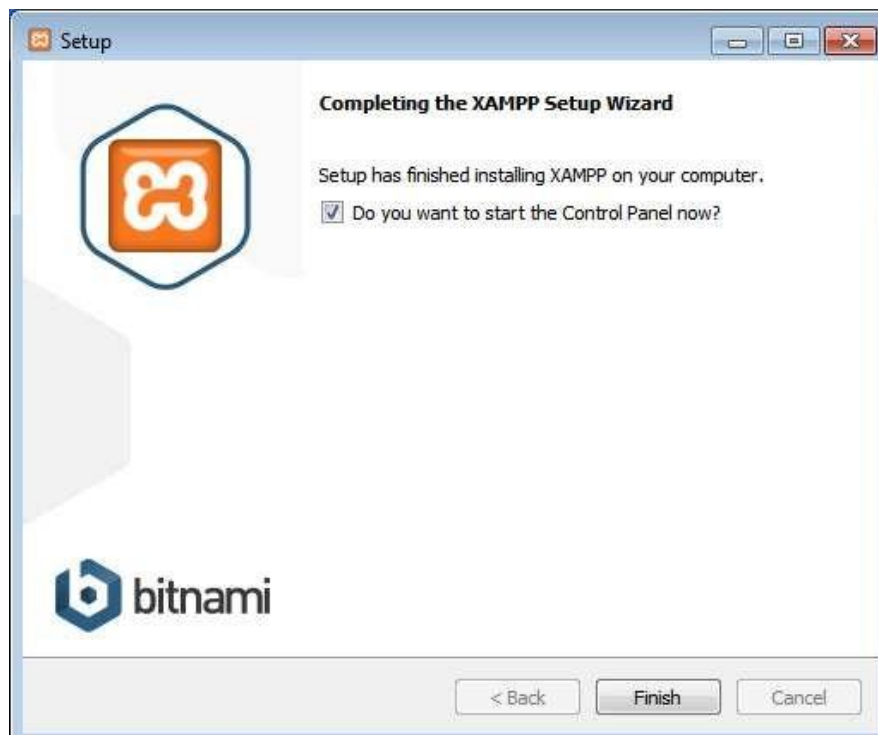 Setup
Completing the XAMPP Setup Wizard
Setup has finished installing XAMPP on your computer.
Do you want to start the Control Panel now?
bitnami
< Back
Finish
Cancel